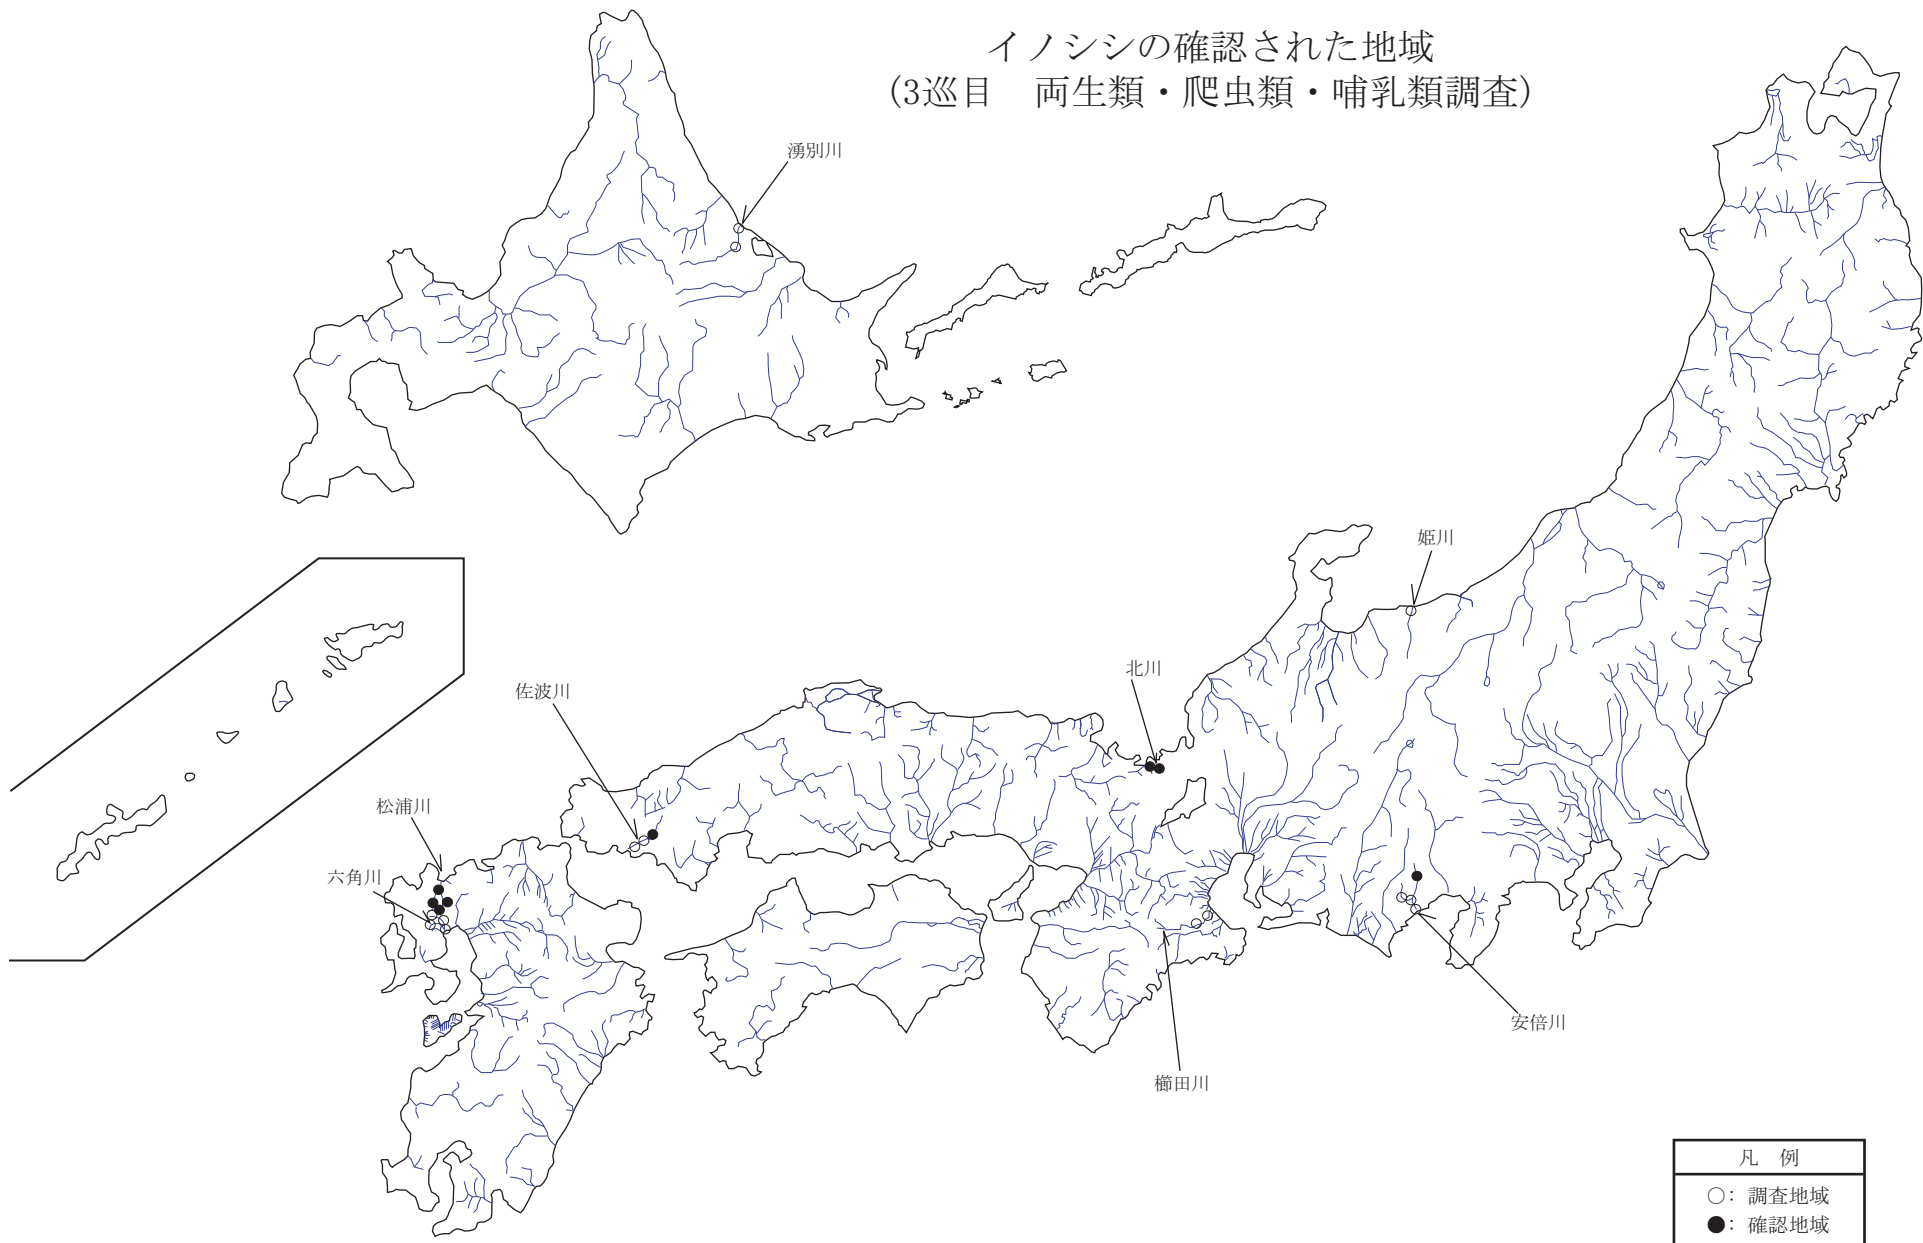 イノシシの確認された地域
（3巡目　両生類・爬虫類・哺乳類調査）
湧別川
姫川
北川
佐波川
松浦川
六角川
安倍川
櫛田川
凡　例
○：調査地域
●：確認地域